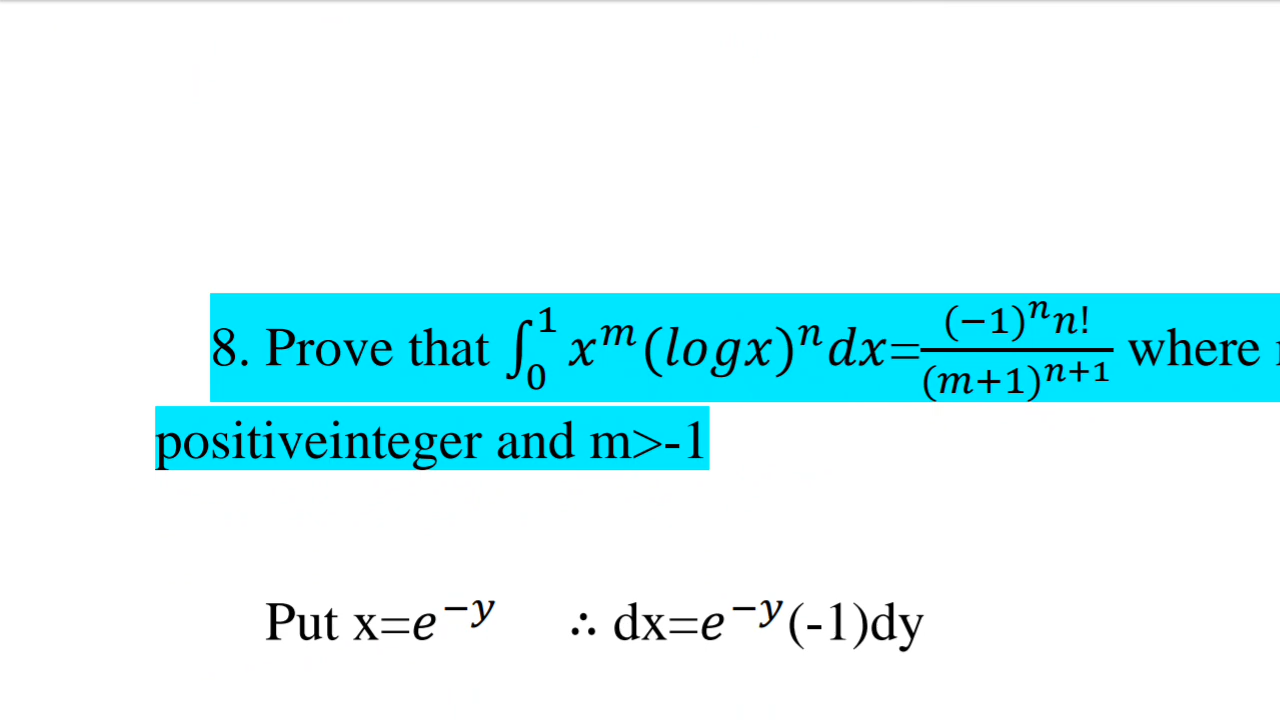 8. Prove that ∫₀¹ xᵐ(logx)ⁿdx=(−1)ⁿn!/(m+1)ⁿ⁺¹ where
positiveinteger and m>-1
Put x=e⁻ʸ ∴ dx=e⁻ʸ(-1)dy